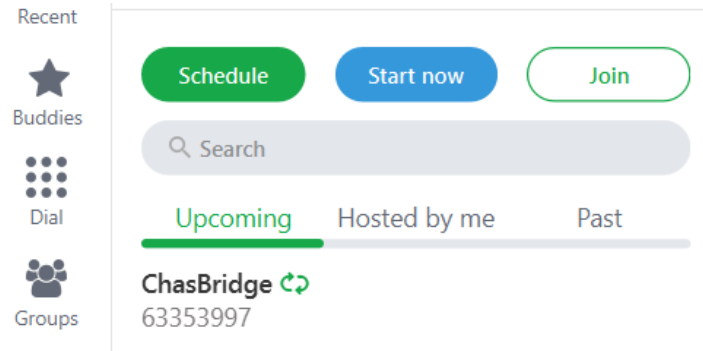 Recent
Buddies
Dial
Groups
Schedule Start now Join
Search
Upcoming Hosted by me Past
ChasBridge
63353997